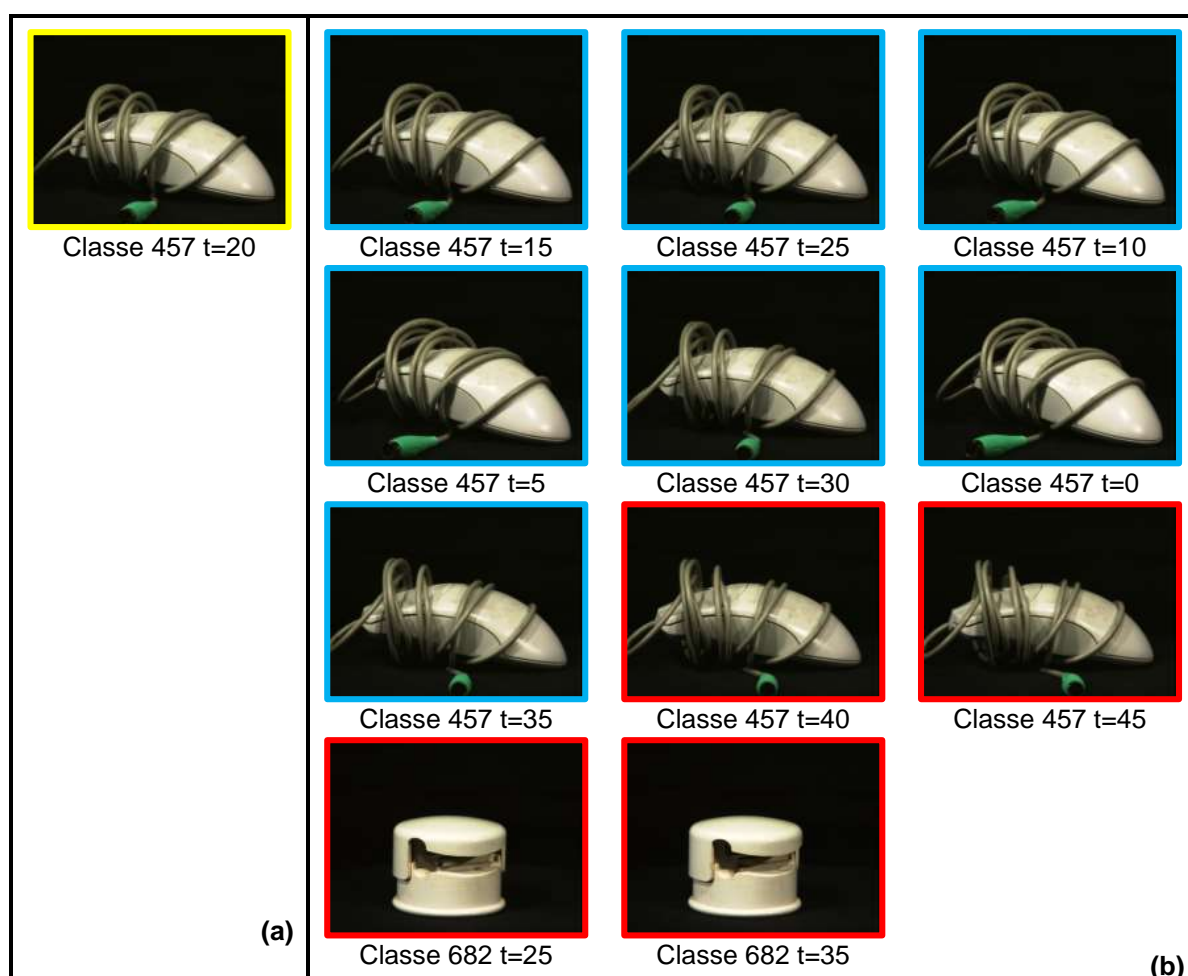 Classe 457 t=20
Classe 457 t=15
Classe 457 t=25
Classe 457 t=10
Classe 457 t=5
Classe 457 t=30
Classe 457 t=0
Classe 457 t=35
Classe 457 t=40
Classe 457 t=45
(a)
Classe 682 t=25
Classe 682 t=35
(b)